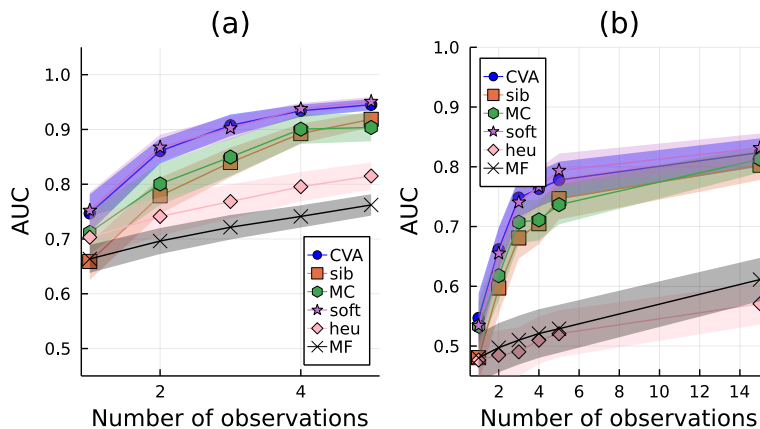 (a)
AUC
1.0
0.9
0.8
0.7
0.6
0.5
2
4
Number of observations
CVA
sib
MC
soft
heu
MF
(b)
AUC
1.0
0.9
0.8
0.7
0.6
0.5
2
4
6
8
10
12
14
Number of observations
CVA
sib
MC
soft
heu
MF